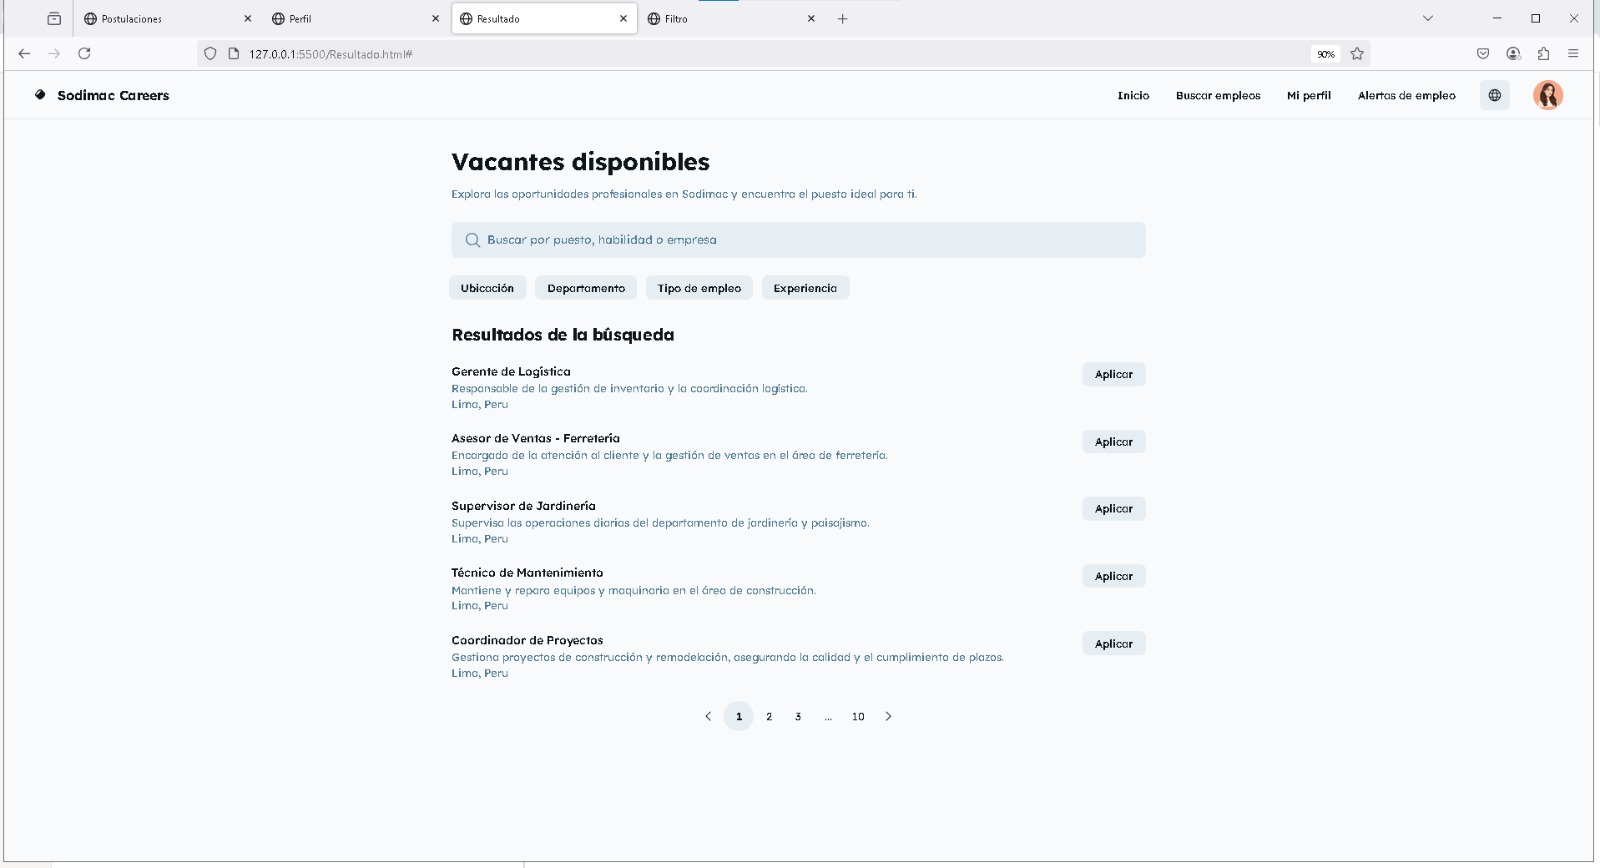 Postulaciones
Perfil
Resultado
Filtro
127.0.0.1:5500/Resultado.html#
90%
Sodimac Careers
Inicio
Buscar empleos
Mi perfil
Alertas de empleo
Vacantes disponibles
Explora las oportunidades profesionales en Sodimac y encuentra el puesto ideal para ti.
Buscar por puesto, habilidad o empresa
Ubicación
Departamento
Tipo de empleo
Experiencia
Resultados de la búsqueda
Gerente de Logística
Aplicar
Responsable de la gestión de inventario y la coordinación logística.
Lima, Peru
Asesor de Ventas - Ferretería
Aplicar
Encargado de la atención al cliente y la gestión de ventas en el área de ferretería.
Lima, Peru
Supervisor de Jardinería
Aplicar
Supervisa las operaciones diarias del departamento de jardinería y paisajismo.
Lima, Peru
Técnico de Mantenimiento
Aplicar
Mantiene y repara equipos y maquinaria en el área de construcción.
Lima, Peru
Coordinador de Proyectos
Aplicar
Gestiona proyectos de construcción y remodelación, asegurando la calidad y el cumplimiento de plazos.
Lima, Peru
1 2 3 ... 10